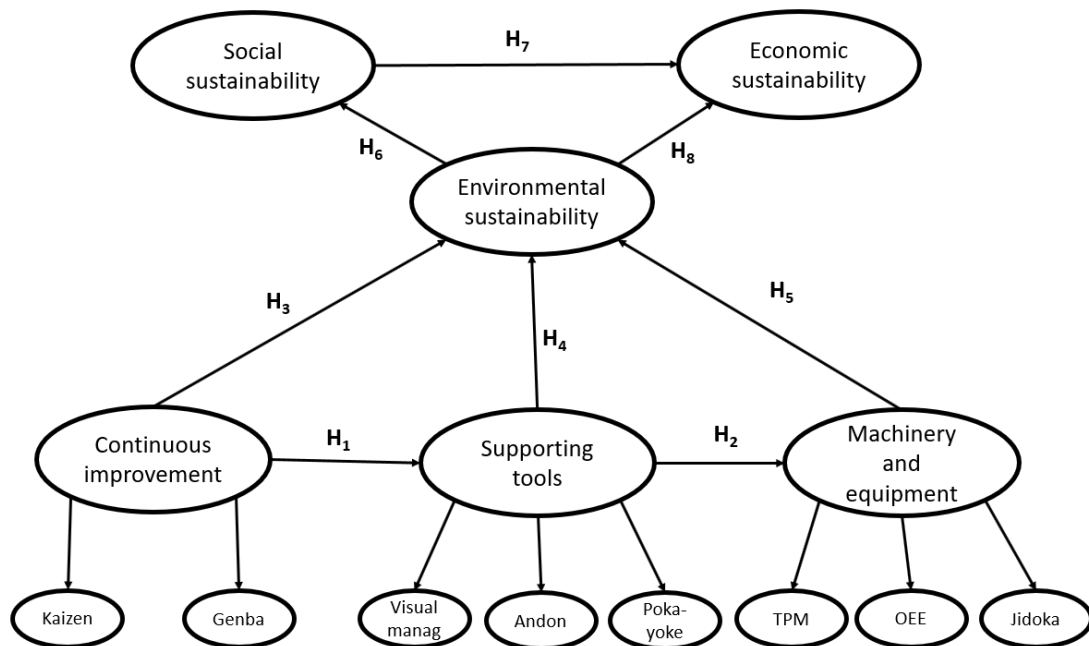 Social
sustainability
H₇
Economic
sustainability
H₆
H₈
Environmental
sustainability
H₃
H₅
H₄
Continuous
improvement
H₁
Supporting
tools
H₂
Machinery
and
equipment
Kaizen
Genba
Visual
manag
Andon
Poka-
yoke
TPM
OEE
Jidoka